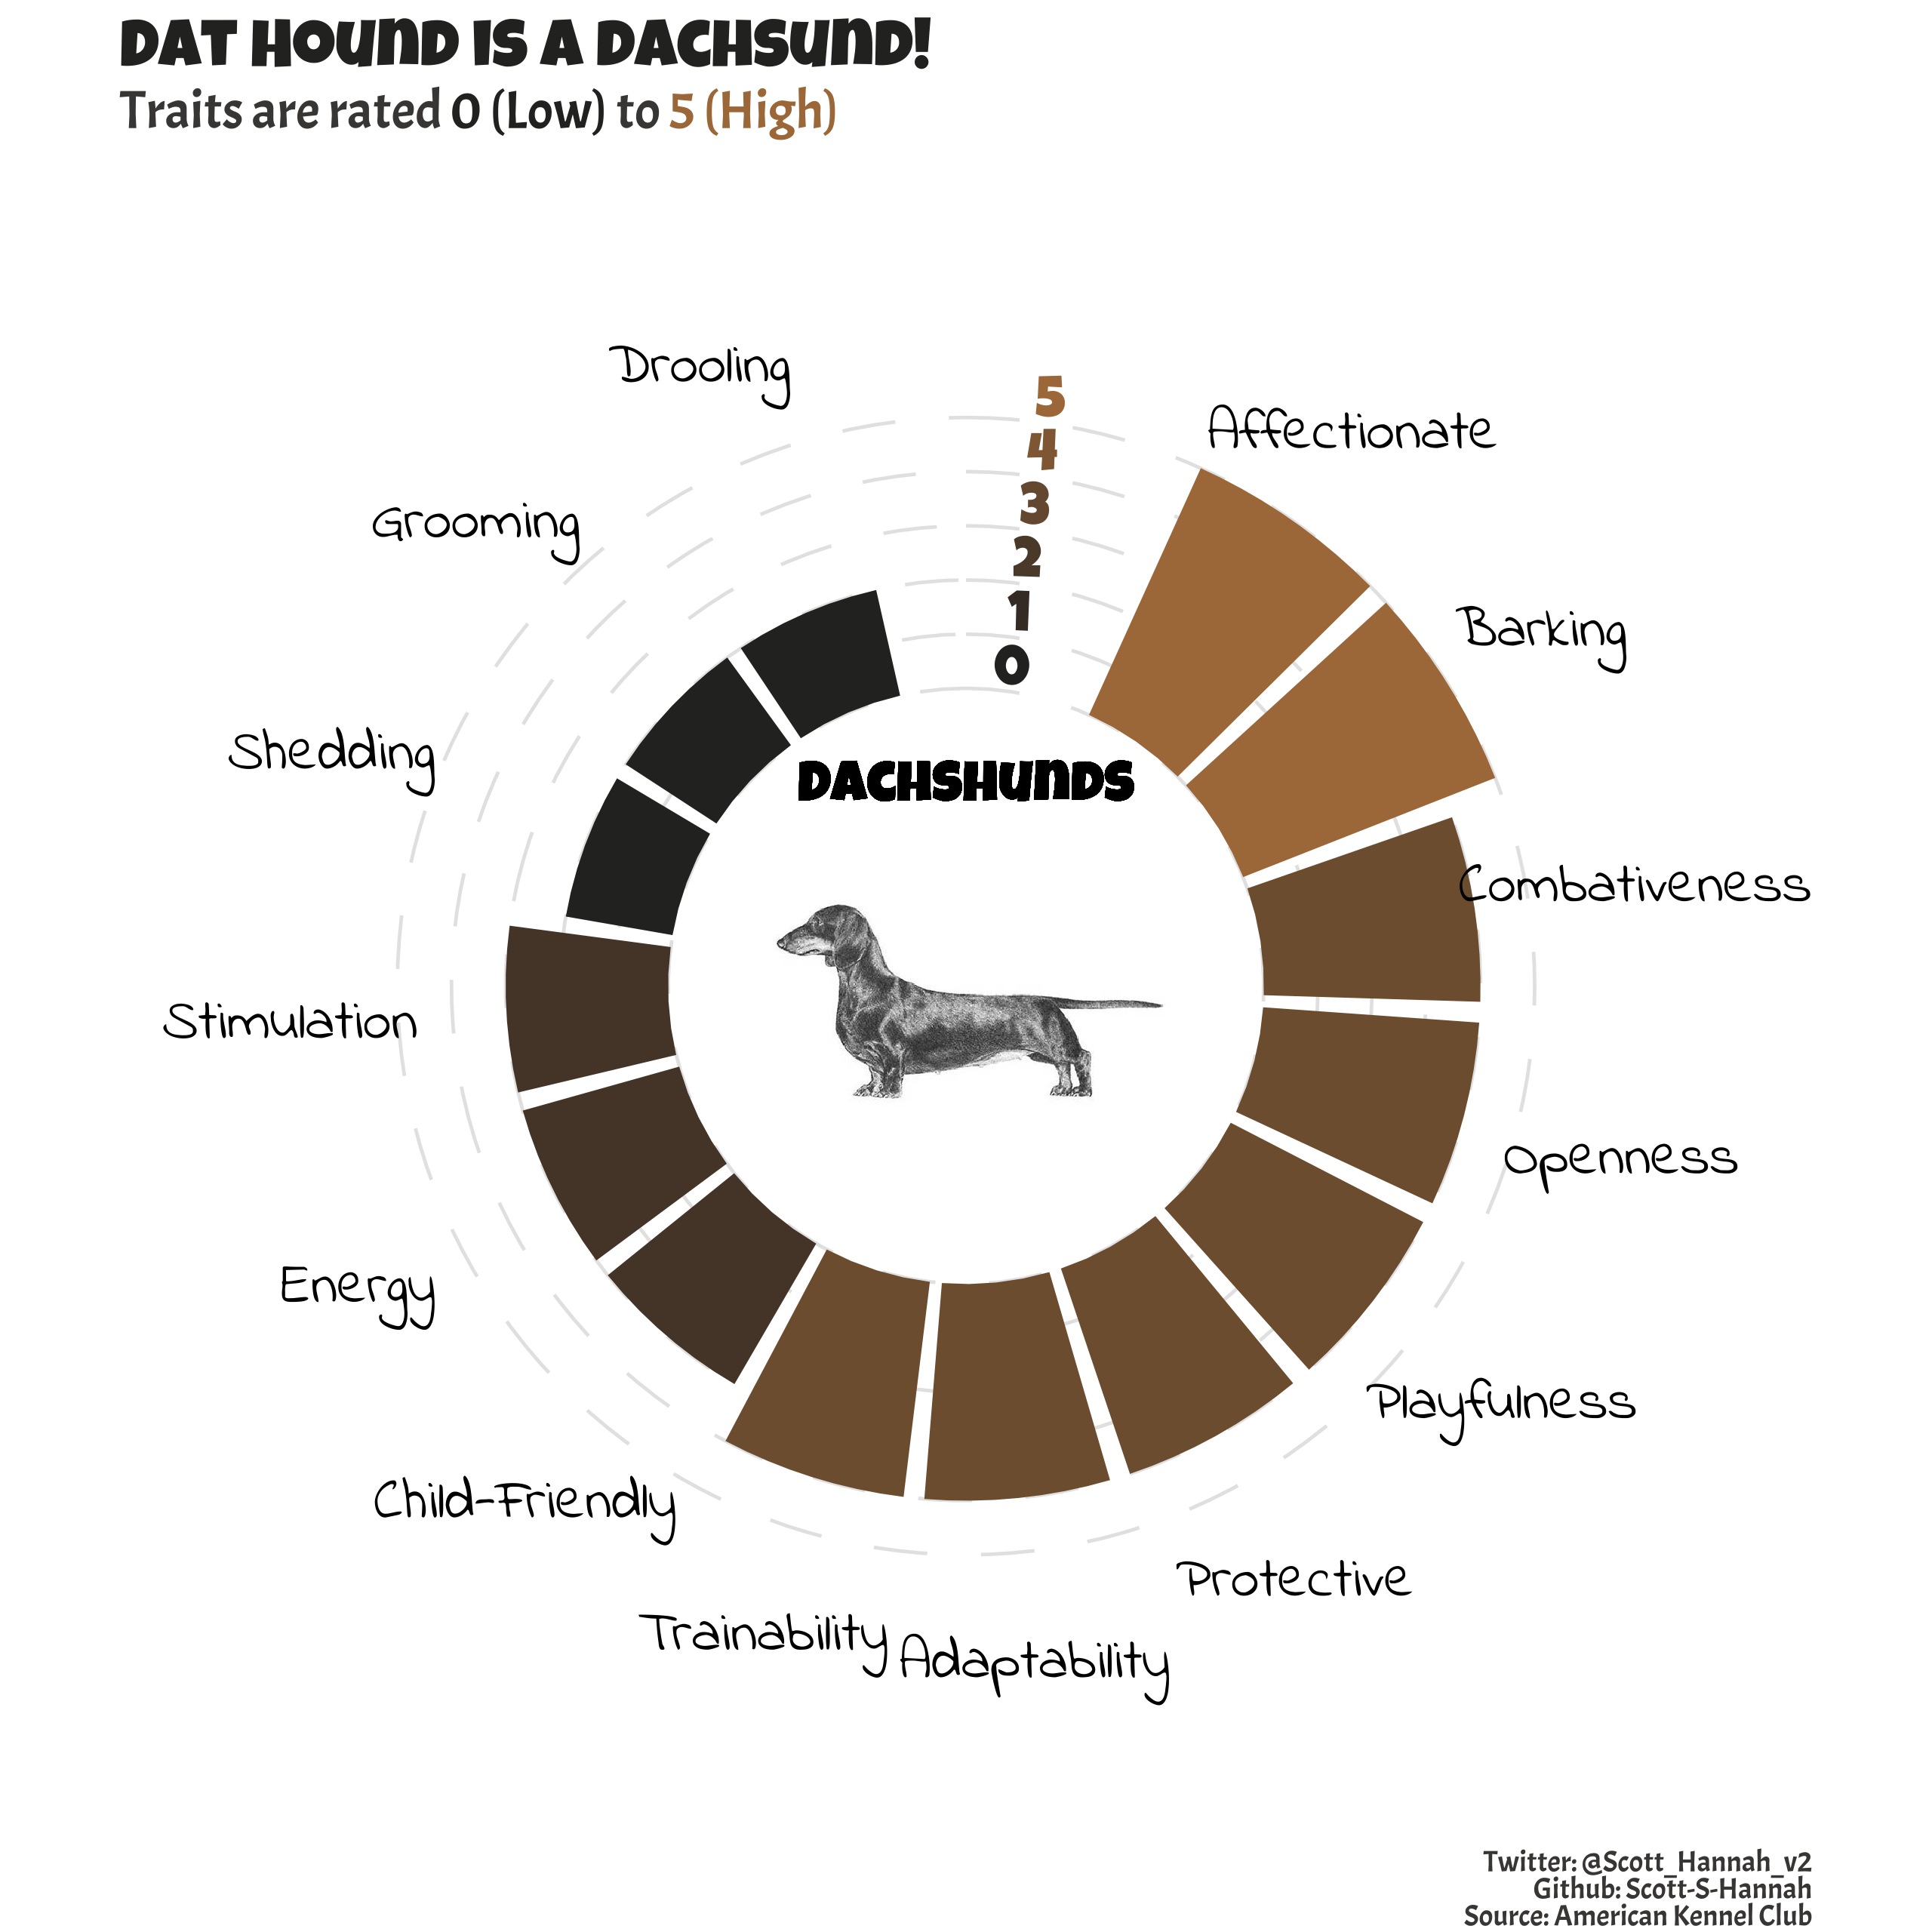 DAT HOUND IS A DACHSUND!
Traits are rated 0 (Low) to 5 (High)
Drooling
5
Affectionate
4
3
Grooming
2
1
Barking
0
Shedding
DACHSHUNDS
Combativeness
Stimulation
Openness
Energy
Playfulness
Child-Friendly
Protective
Trainability
Adaptability
Twitter: @Scott_Hannah_v2
Github: Scott-S-Hannah
Source: American Kennel Club